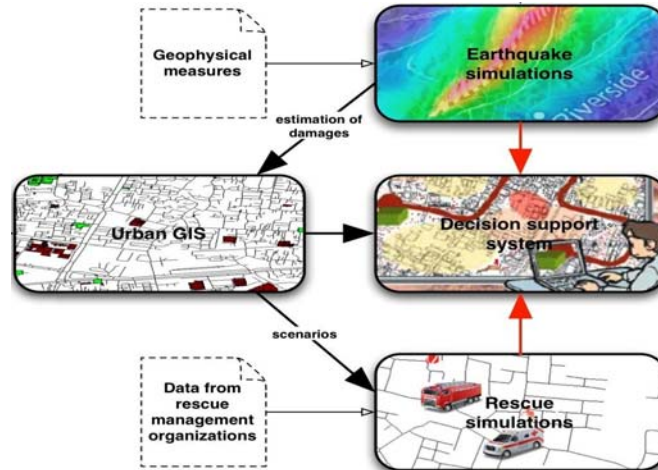 Geophysical
measures
Earthquake
simulations
Riverside
estimation of
damages
Urban GIS
Decision support
system
scenarios
Data from
rescue
management
organizations
Rescue
simulations